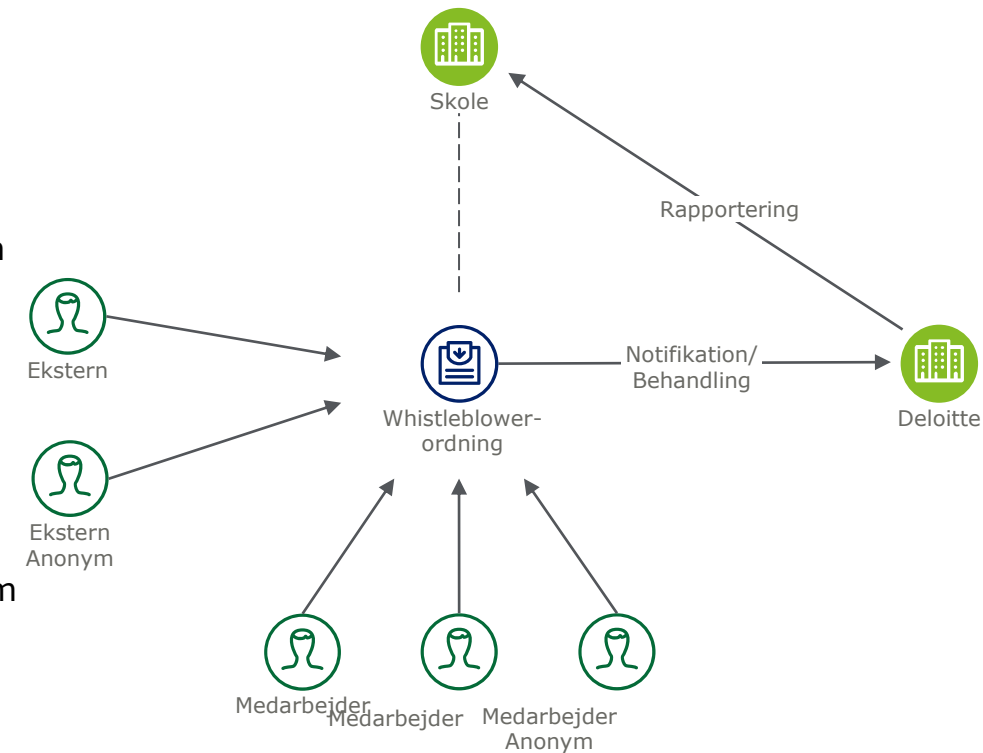 Skole
Rapportering
n
Ekstern
Notifikation/
Behandling
Whistleblower-
ordning
Deloitte
Ekstern
Anonym
m
Medarbejder
Medarbejder
Medarbejder
Anonym